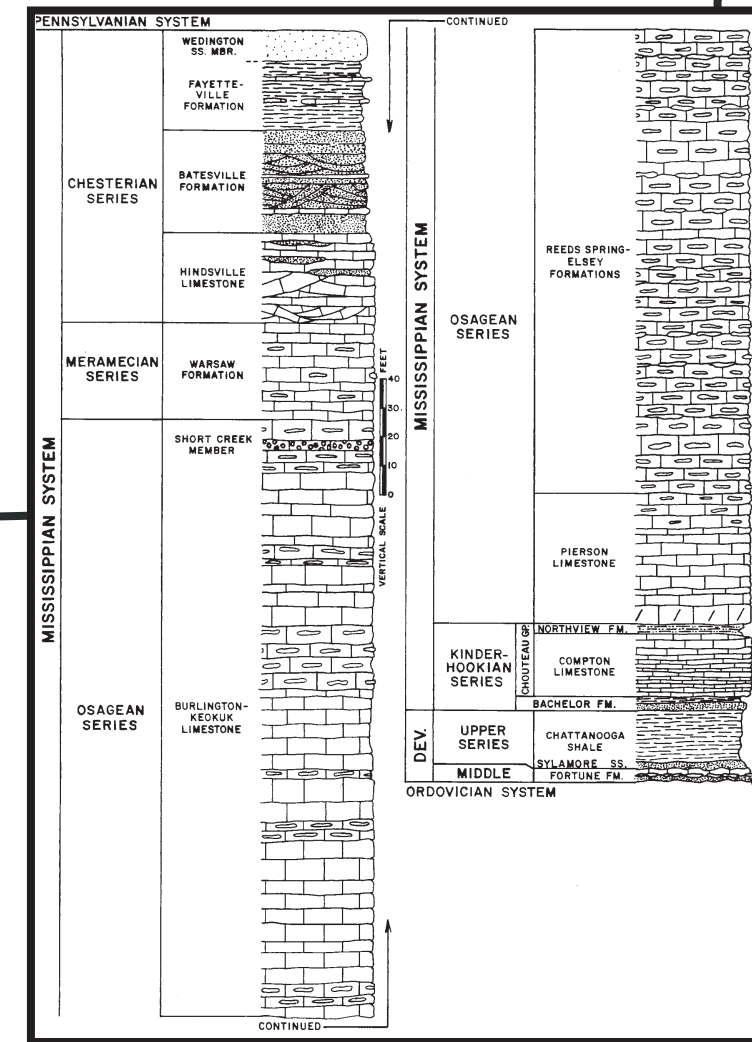 PENNSYLVANIAN SYSTEM
MISSISSIPPIAN SYSTEM
CHESTERIAN
SERIES
WEDINGTON
SS. MBR.
FAYETTE-
VILLE
FORMATION
BATESVILLE
FORMATION
HINDSVILLE
LIMESTONE
MERAMECIAN
SERIES
WARSAW
FORMATION
OSAGEAN
SERIES
SHORT CREEK
MEMBER
BURLINGTON-
KEOKUK
LIMESTONE
FEET
40
30
20
10
0
VERTICAL SCALE
CONTINUED
CONTINUED
MISSISSIPPIAN SYSTEM
OSAGEAN
SERIES
REEDS SPRING-
ELSEY
FORMATIONS
PIERSON
LIMESTONE
KINDER-
HOOKIAN
SERIES
CHOUTEAU GP.
NORTHVIEW FM.
COMPTON
LIMESTONE
BACHELOR FM.
DEV.
UPPER
SERIES
CHATTANOOGA
SHALE
SYLAMORE SS.
MIDDLE
FORTUNE FM.
ORDOVICIAN SYSTEM